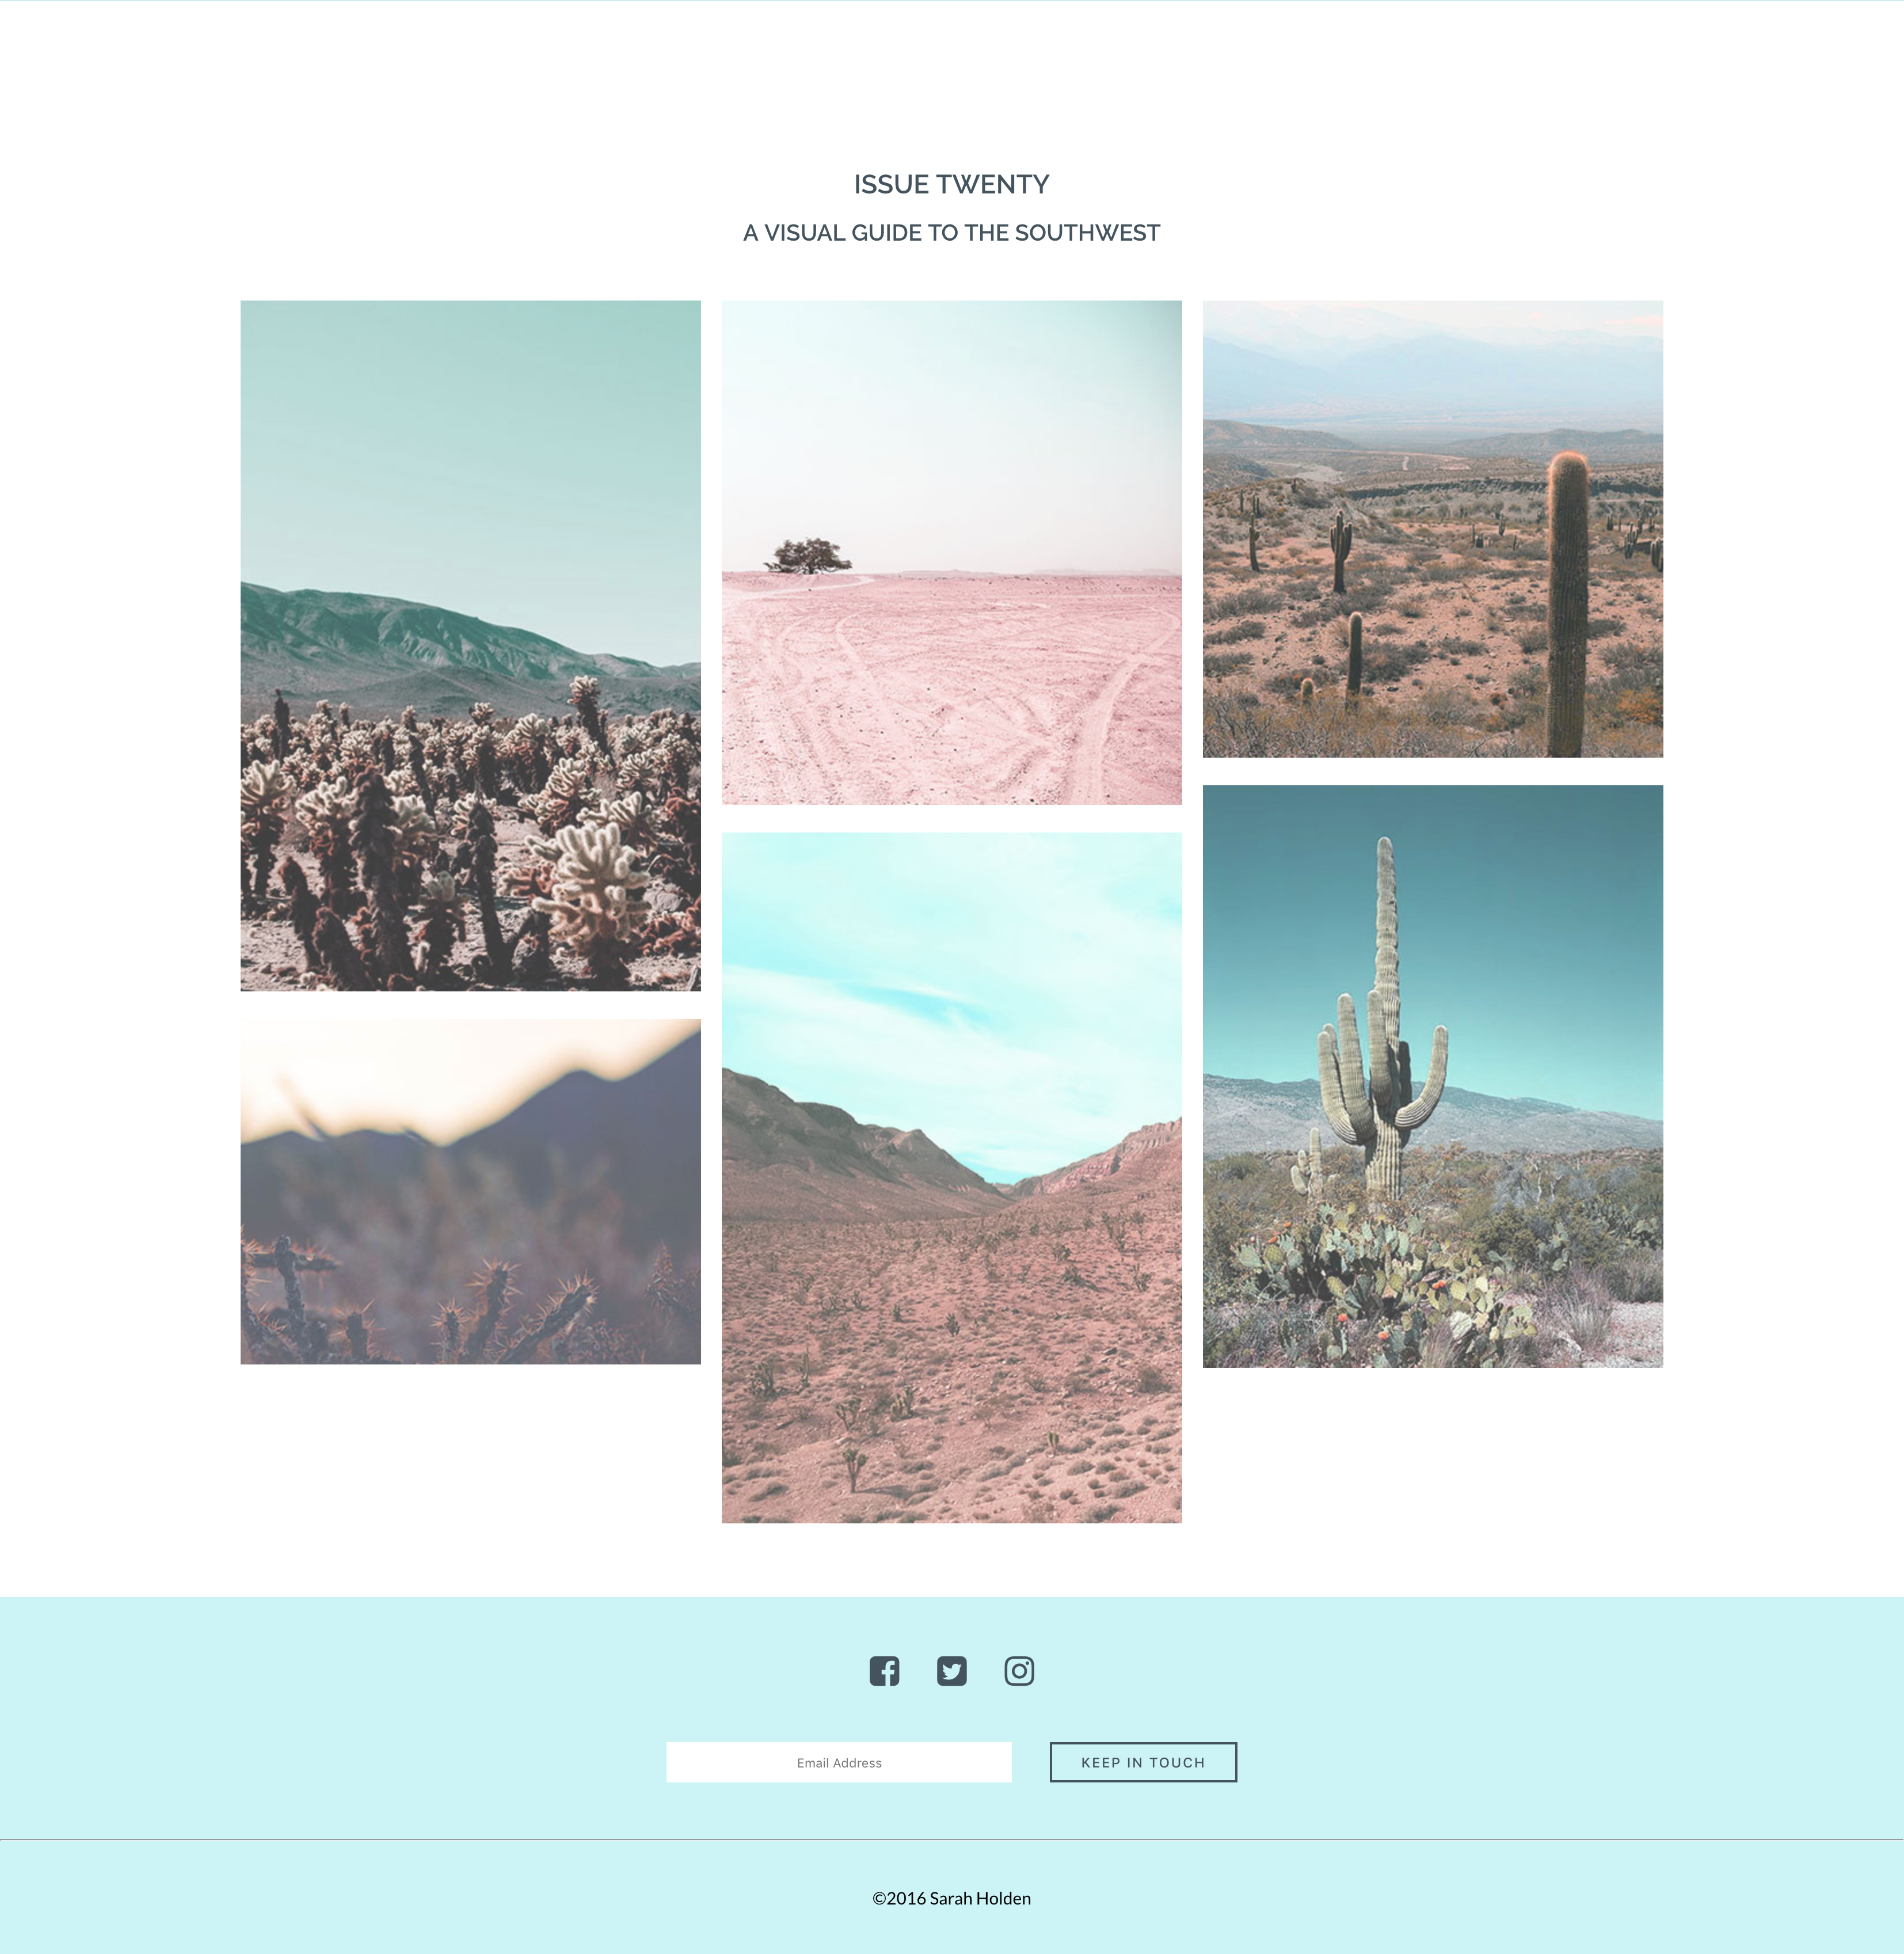 ISSUE TWENTY
A VISUAL GUIDE TO THE SOUTHWEST
Email Address
KEEP IN TOUCH
©2016 Sarah Holden